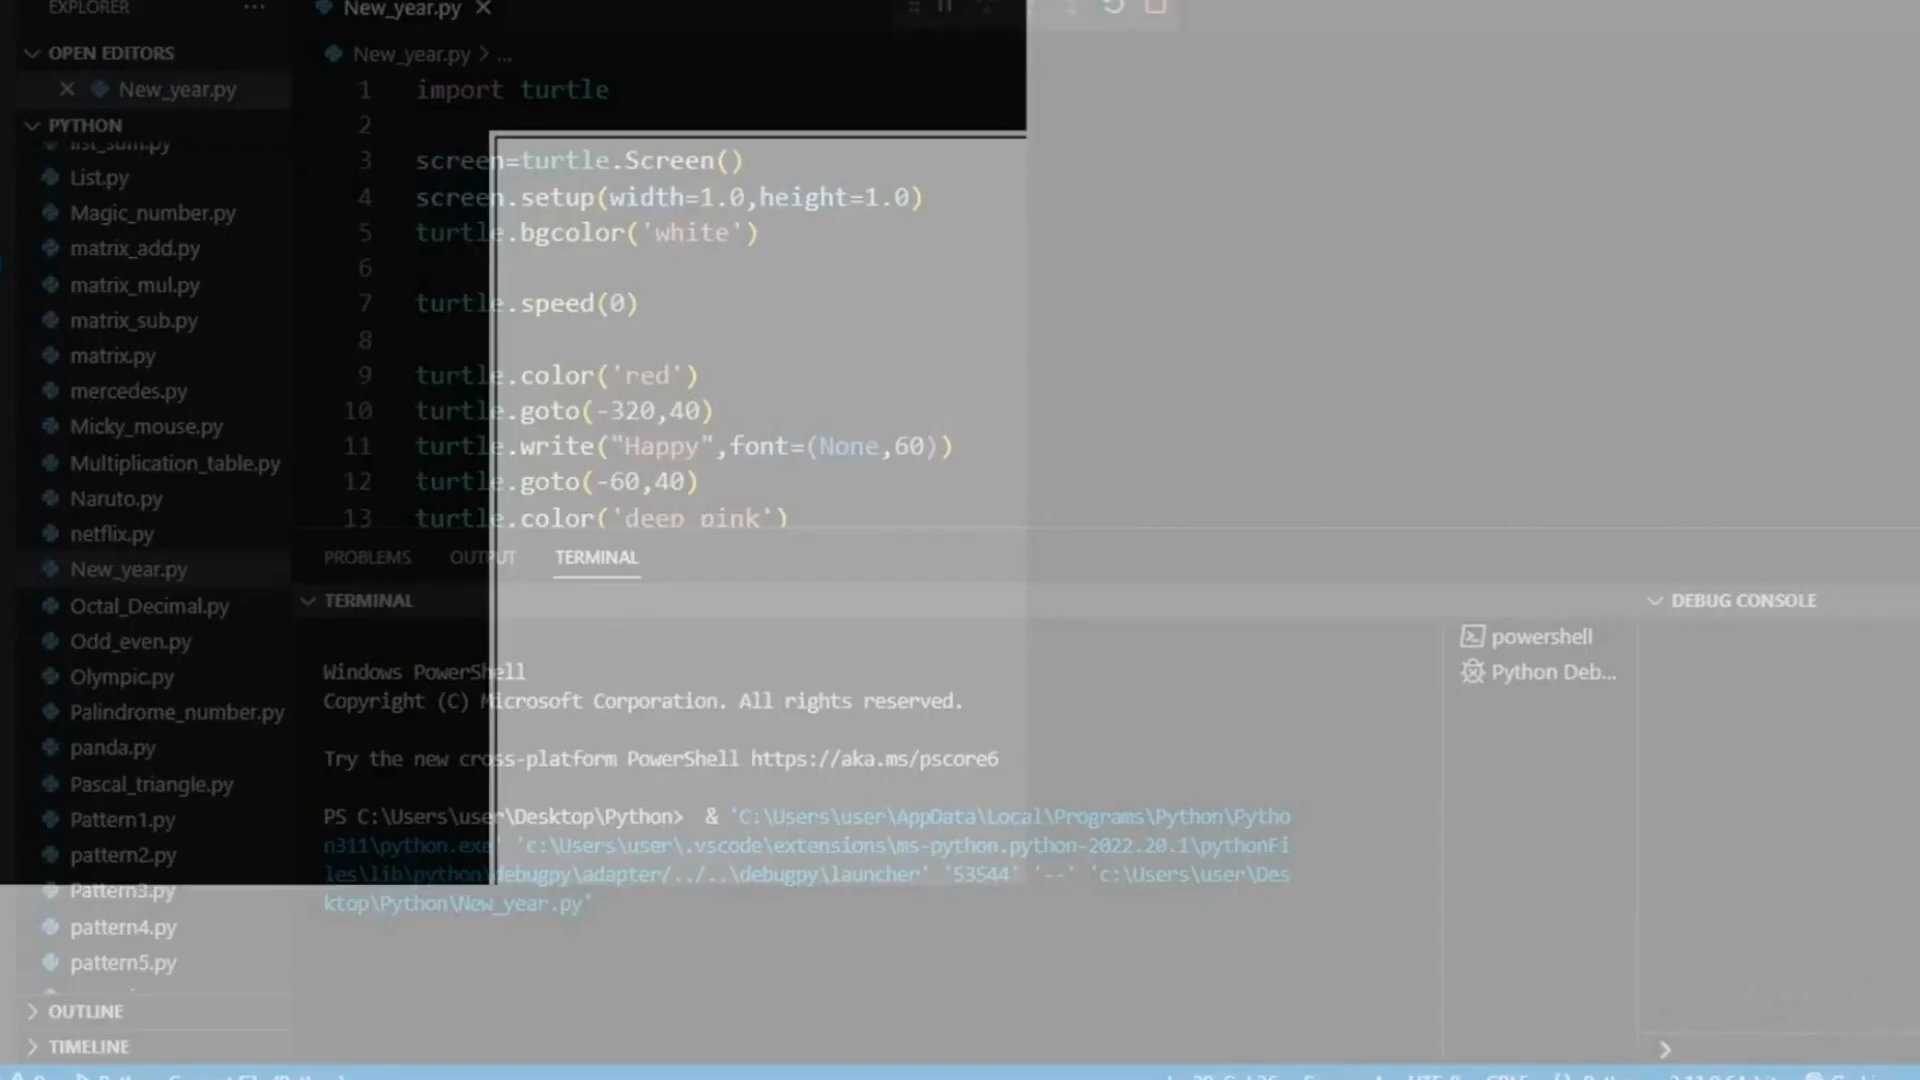 EXPLORER ...
New_year.py
OPEN EDITORS
New_year.py
PYTHON
list_sum.py
List.py
Magic_number.py
matrix_add.py
matrix_mul.py
matrix_sub.py
matrix.py
mercedes.py
Micky_mouse.py
Multiplication_table.py
Naruto.py
netflix.py
New_year.py
Octal_Decimal.py
Odd_even.py
Olympic.py
Palindrome_number.py
panda.py
Pascal_triangle.py
Pattern1.py
pattern2.py
Pattern3.py
pattern4.py
pattern5.py
OUTLINE
TIMELINE
New_year.py > ...
1 import turtle
2
3 screen=turtle.Screen()
4 screen.setup(width=1.0,height=1.0)
5 turtle.bgcolor('white')
6
7 turtle.speed(0)
8
9 turtle.color('red')
10 turtle.goto(-320,40)
11 turtle.write("Happy",font=(None,60))
12 turtle.goto(-60,40)
13 turtle.color('deep pink')
PROBLEMS OUTPUT TERMINAL
TERMINAL
Windows PowerShell
Copyright (C) Microsoft Corporation. All rights reserved.
Try the new cross-platform PowerShell https://aka.ms/pscore6
PS C:\Users\user\Desktop\Python>  & 'C:\Users\user\AppData\Local\Programs\Python\Pytho
n311\python.exe' 'c:\Users\user\.vscode\extensions\ms-python.python-2022.20.1\pythonFi
les\lib\python\debugpy\adapter/../..\debugpy\launcher' '53544' '--' 'c:\Users\user\Des
ktop\Python\New_year.py'
powershell
Python Deb...
DEBUG CONSOLE